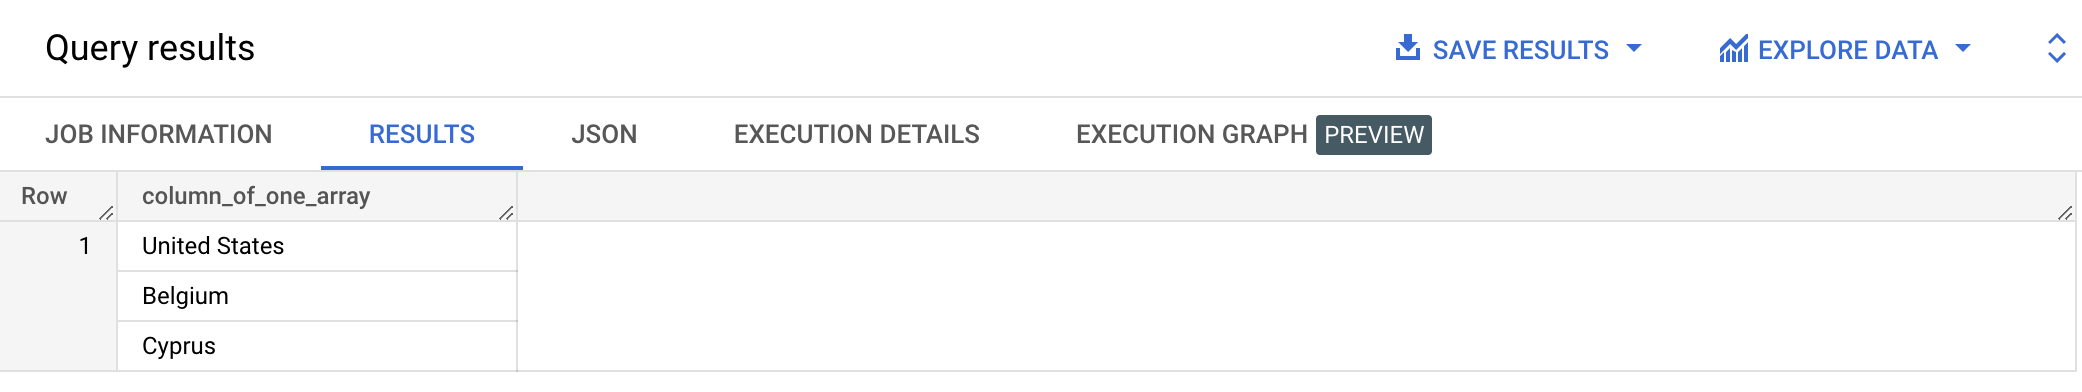 Query results SAVE RESULTS EXPLORE DATA
JOB INFORMATION RESULTS JSON EXECUTION DETAILS EXECUTION GRAPH PREVIEW
Row column_of_one_array
1 United States
Belgium
Cyprus